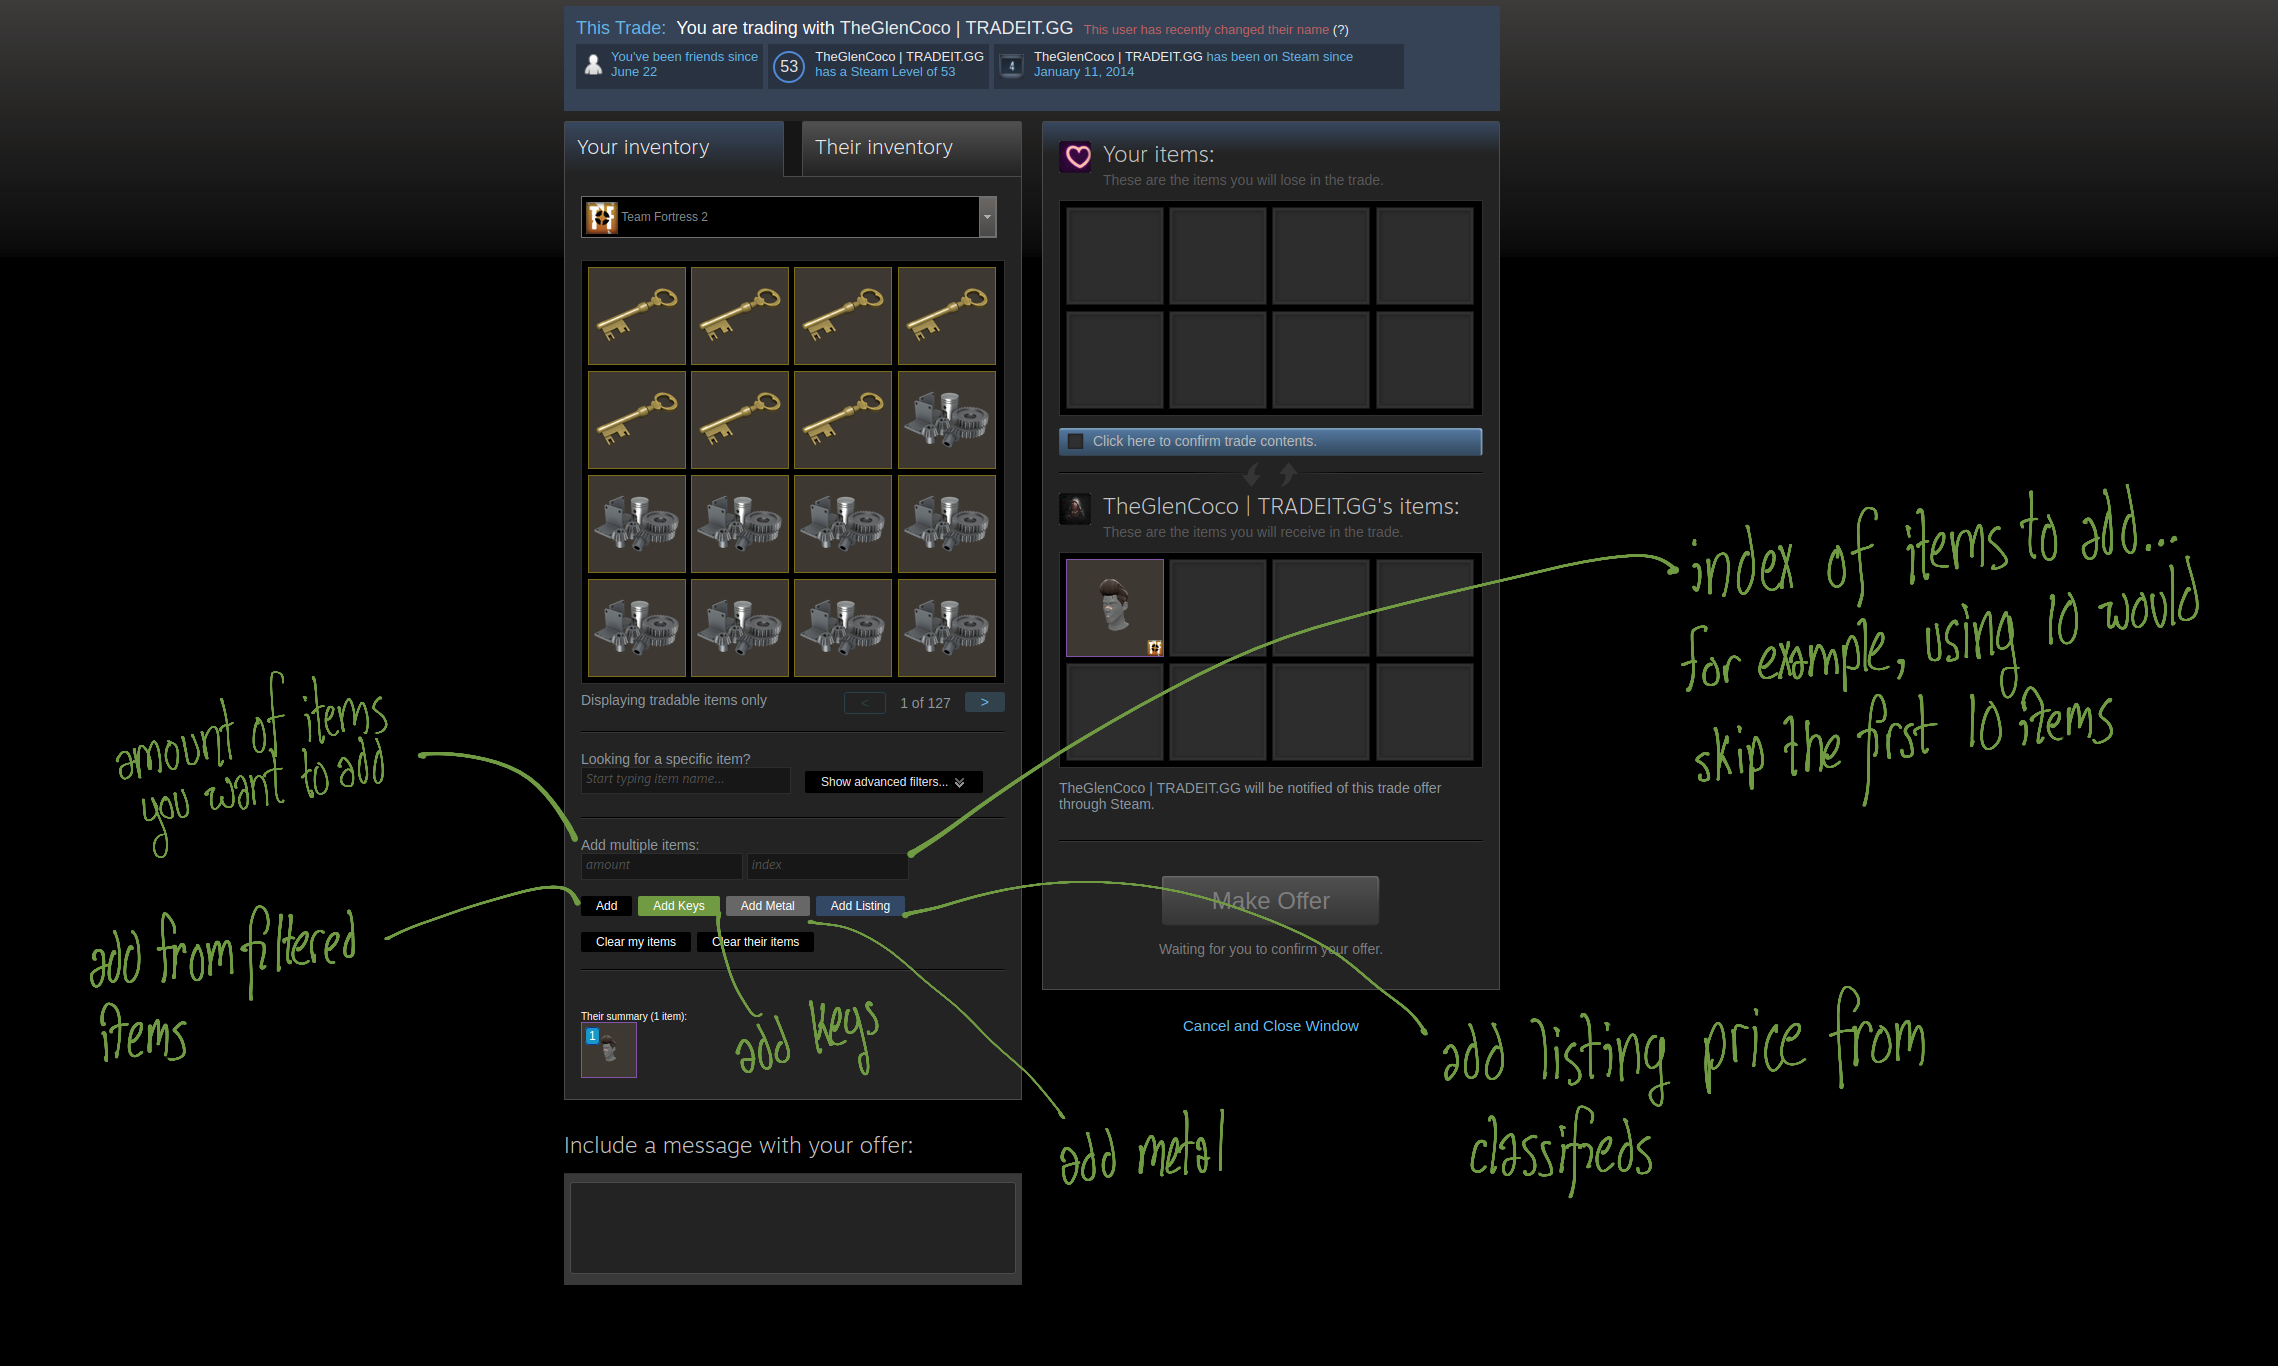 This Trade: You are trading with TheGlenCoco | TRADEIT.GG This user has recently changed their name (?)
You've been friends since
June 22
53
TheGlenCoco | TRADEIT.GG
has a Steam Level of 53
4
TheGlenCoco | TRADEIT.GG has been on Steam since
January 11, 2014
Your inventory
Their inventory
Team Fortress 2
Displaying tradable items only
< 1 of 127 >
Looking for a specific item?
Start typing item name...
Show advanced filters...
Add multiple items:
amount
index
Add
Add Keys
Add Metal
Add Listing
Clear my items
Clear their items
Their summary (1 item):
1
Include a message with your offer:
Your items:
These are the items you will lose in the trade.
Click here to confirm trade contents.
TheGlenCoco | TRADEIT.GG's items:
These are the items you will receive in the trade.
TheGlenCoco | TRADEIT.GG will be notified of this trade offer
through Steam.
Make Offer
Waiting for you to confirm your offer.
Cancel and Close Window
amount of items
you want to add
add from filtered
items
add keys
add metal
add listing price from
classifieds
index of items to add...
for example, using 10 would
skip the first 10 items